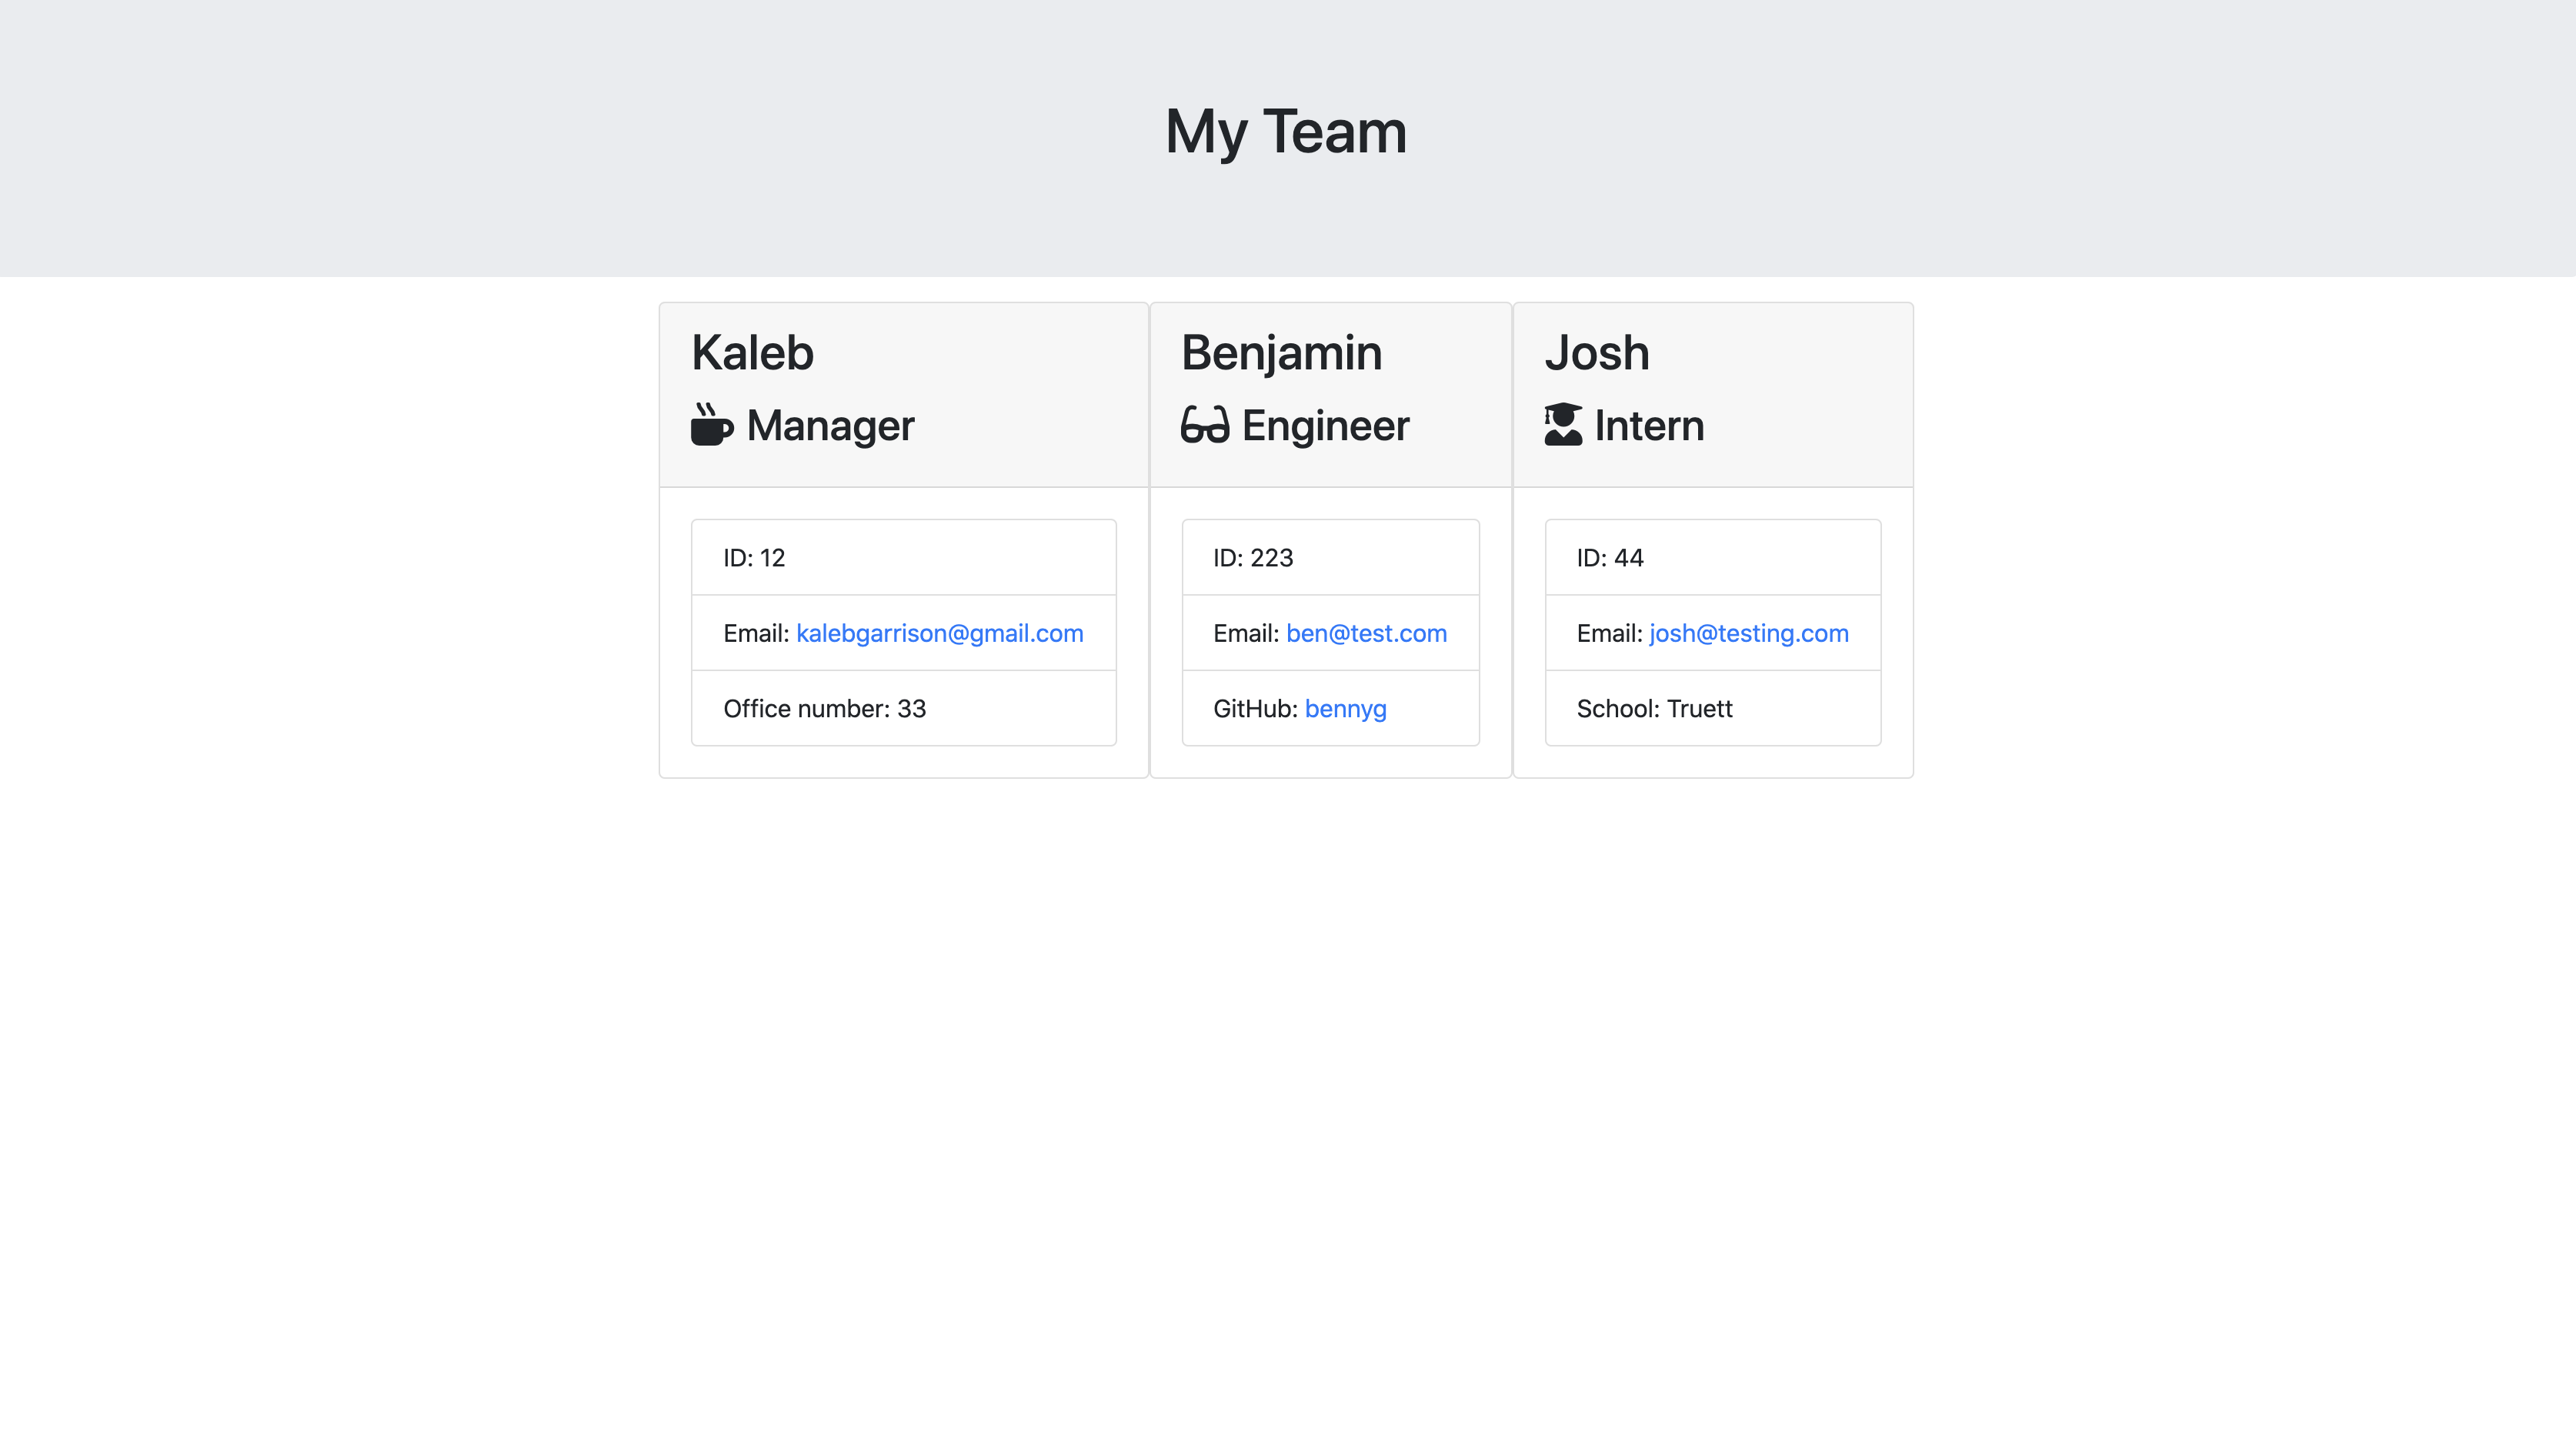 My Team
Kaleb
Manager
ID: 12
Email: kalebgarrison@gmail.com
Office number: 33
Benjamin
Engineer
ID: 223
Email: ben@test.com
GitHub: bennyg
Josh
Intern
ID: 44
Email: josh@testing.com
School: Truett